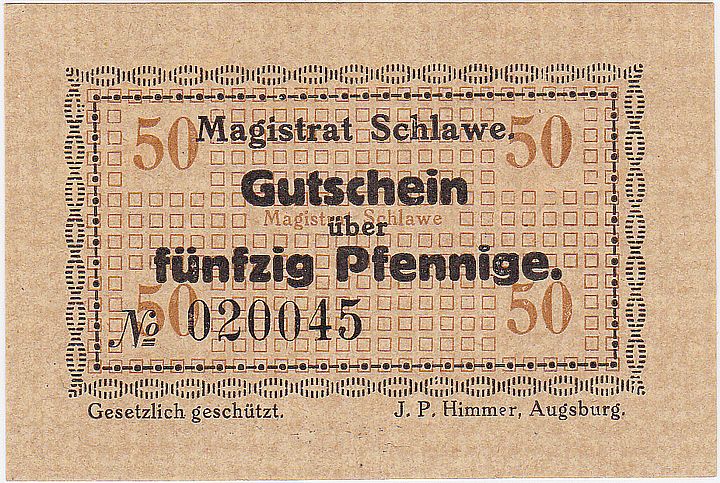 50 Magistrat Schlawe. 50
Gutschein
Magistrat Schlawe
über
fünfzig Pfennige.
50 50
№ 020045
Gesetzlich geschützt. J. P. Himmer, Augsburg.